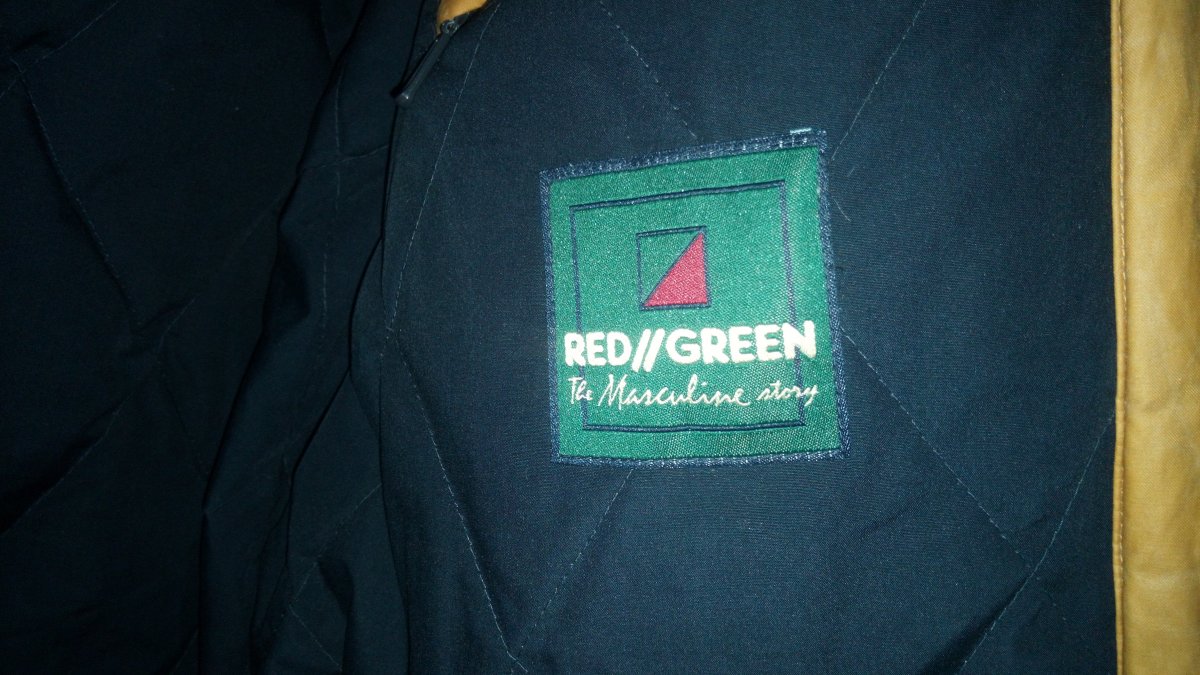 RED//GREEN
The Masculine story